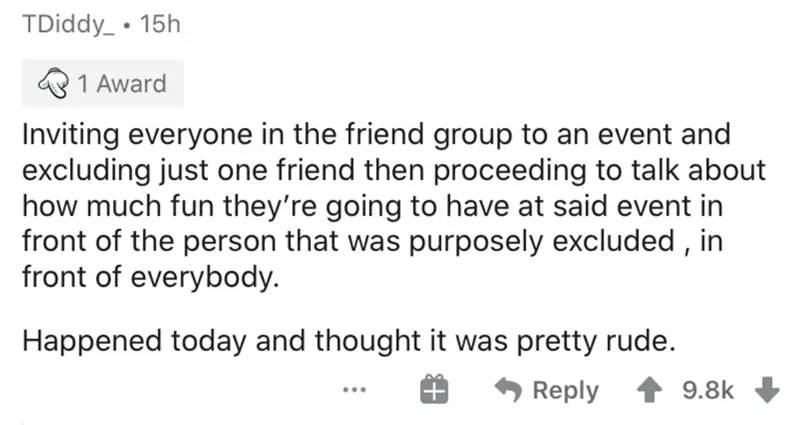 TDiddy_ • 15h
1 Award
Inviting everyone in the friend group to an event and
excluding just one friend then proceeding to talk about
how much fun they’re going to have at said event in
front of the person that was purposely excluded , in
front of everybody.
Happened today and thought it was pretty rude.
... Reply 9.8k